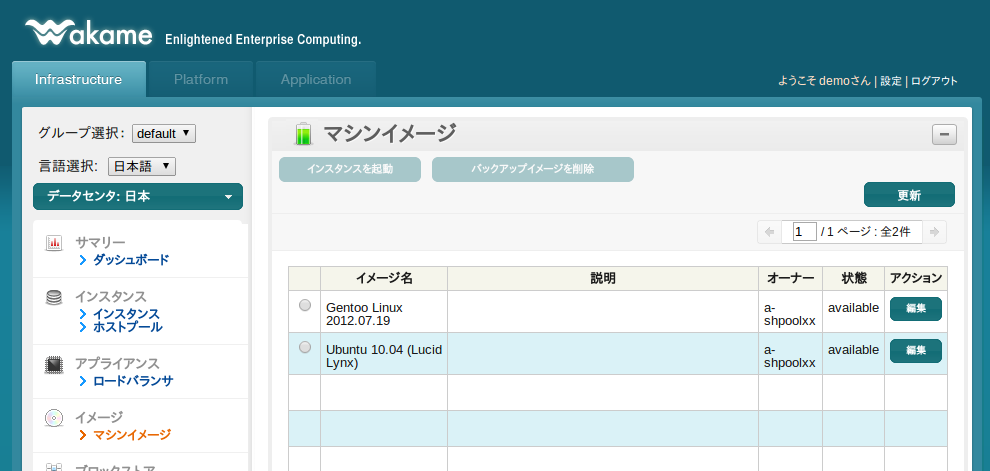 Wakame Enlightened Enterprise Computing.
Infrastructure Platform Application
ようこそ demoさん | 設定 | ログアウト
グループ選択: default
言語選択: 日本語
データセンタ: 日本
サマリー
ダッシュボード
インスタンス
インスタンス
ホストプール
アプライアンス
ロードバランサ
イメージ
マシンイメージ
ブロックストア
マシンイメージ
インスタンスを起動 バックアップイメージを削除
更新
1 / 1 ページ : 全2件
イメージ名 説明 オーナー 状態 アクション
Gentoo Linux
2012.07.19
a-
shpoolxx
available
編集
Ubuntu 10.04 (Lucid
Lynx)
a-
shpoolxx
available
編集